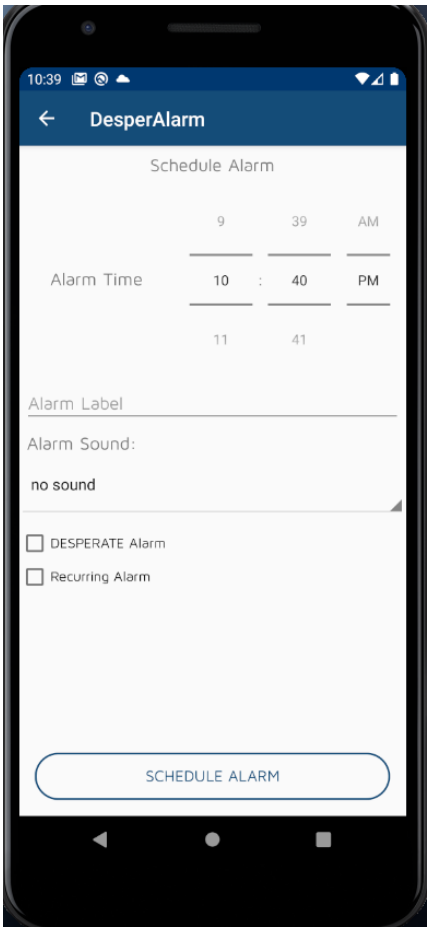 10:39
DesperAlarm
Schedule Alarm
9 39 AM
Alarm Time 10 : 40 PM
11 41
Alarm Label
Alarm Sound:
no sound
DESPERATE Alarm
Recurring Alarm
SCHEDULE ALARM